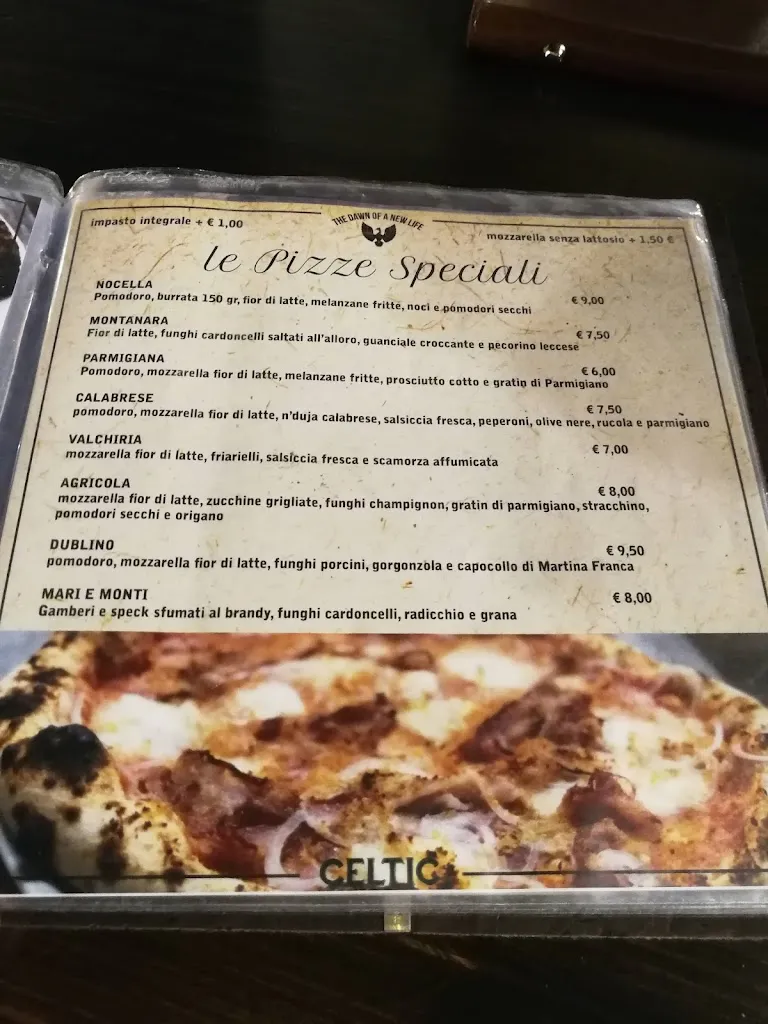 THE DAWN OF A NEW LIFE
impasto integrale + € 1,00
mozzarella senza lattosio + 1,50 €
le Pizze Speciali
NOCELLA € 9,00
Pomodoro, burrata 150 gr, fior di latte, melanzane fritte, noci e pomodori secchi
MONTANARA € 7,50
Fior di latte, funghi cardoncelli saltati all'alloro, guanciale croccante e pecorino leccese
PARMIGIANA € 6,00
Pomodoro, mozzarella fior di latte, melanzane fritte, prosciutto cotto e gratin di Parmigiano
CALABRESE € 7,50
pomodoro, mozzarella fior di latte, n'duja calabrese, salsiccia fresca, peperoni, olive nere, rucola e parmigiano
VALCHIRIA € 7,00
mozzarella fior di latte, friarielli, salsiccia fresca e scamorza affumicata
AGRICOLA € 8,00
mozzarella fior di latte, zucchine grigliate, funghi champignon, gratin di parmigiano, stracchino,
pomodori secchi e origano
DUBLINO € 9,50
pomodoro, mozzarella fior di latte, funghi porcini, gorgonzola e capocollo di Martina Franca
MARI E MONTI € 8,00
Gamberi e speck sfumati al brandy, funghi cardoncelli, radicchio e grana
CELTIC